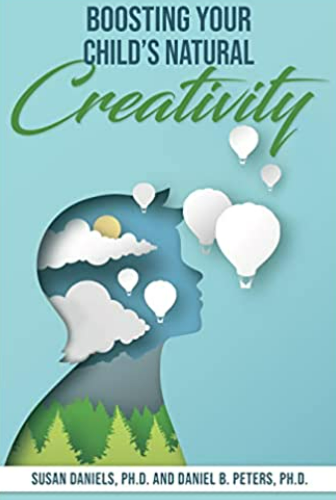 BOOSTING YOUR
CHILD'S NATURAL
Creativity
SUSAN DANIELS, PH.D. AND DANIEL B. PETERS, PH.D.